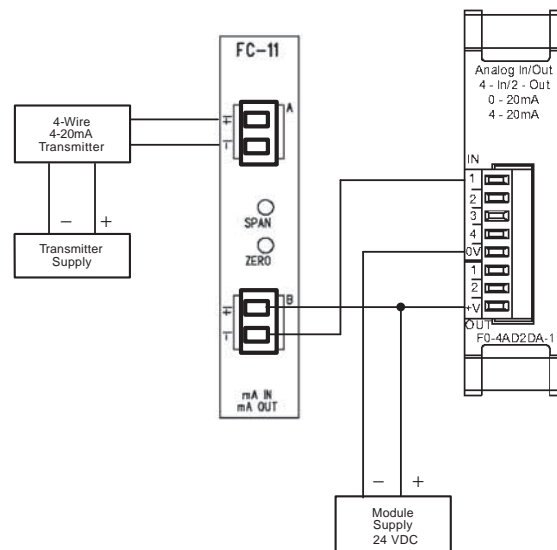 FC-11
Analog In/Out
4 - In/2 - Out
0 - 20mA
4 - 20mA
4-Wire
4-20mA
Transmitter
+
−
A
IN
1
2
3
4
0V
1
2
+V
OUT
F0-4AD2DA-1
− +
Transmitter
Supply
SPAN
ZERO
+
−
B
mA IN
mA OUT
− +
Module
Supply
24 VDC